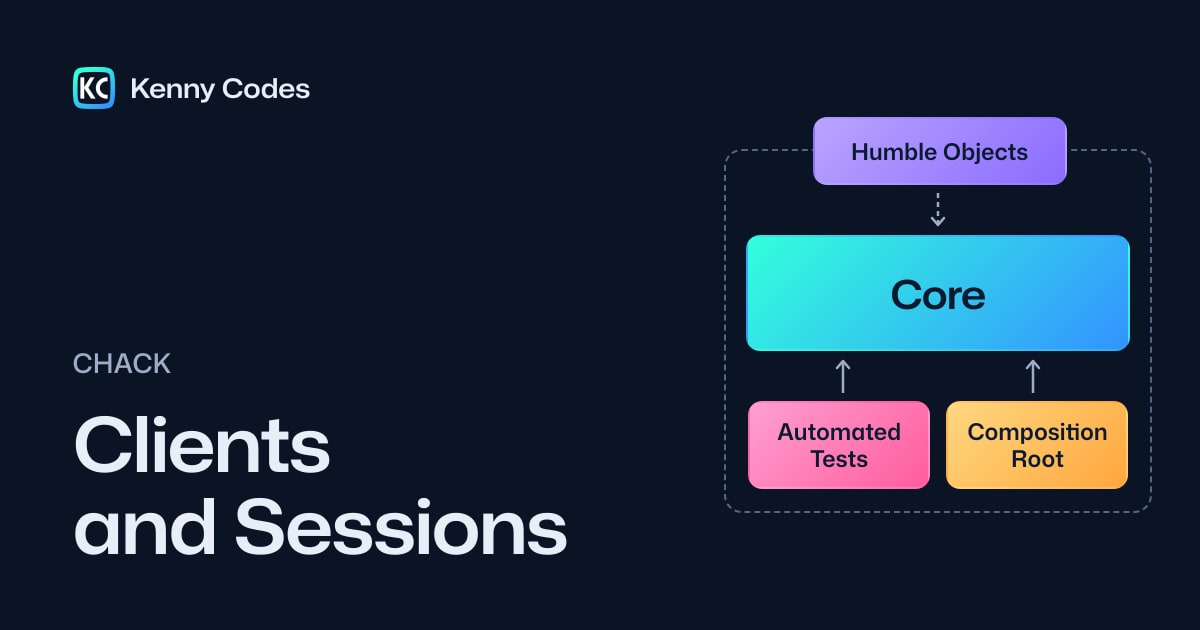 KC Kenny Codes
CHACK
Clients
and Sessions
Humble Objects
Core
Automated
Tests
Composition
Root